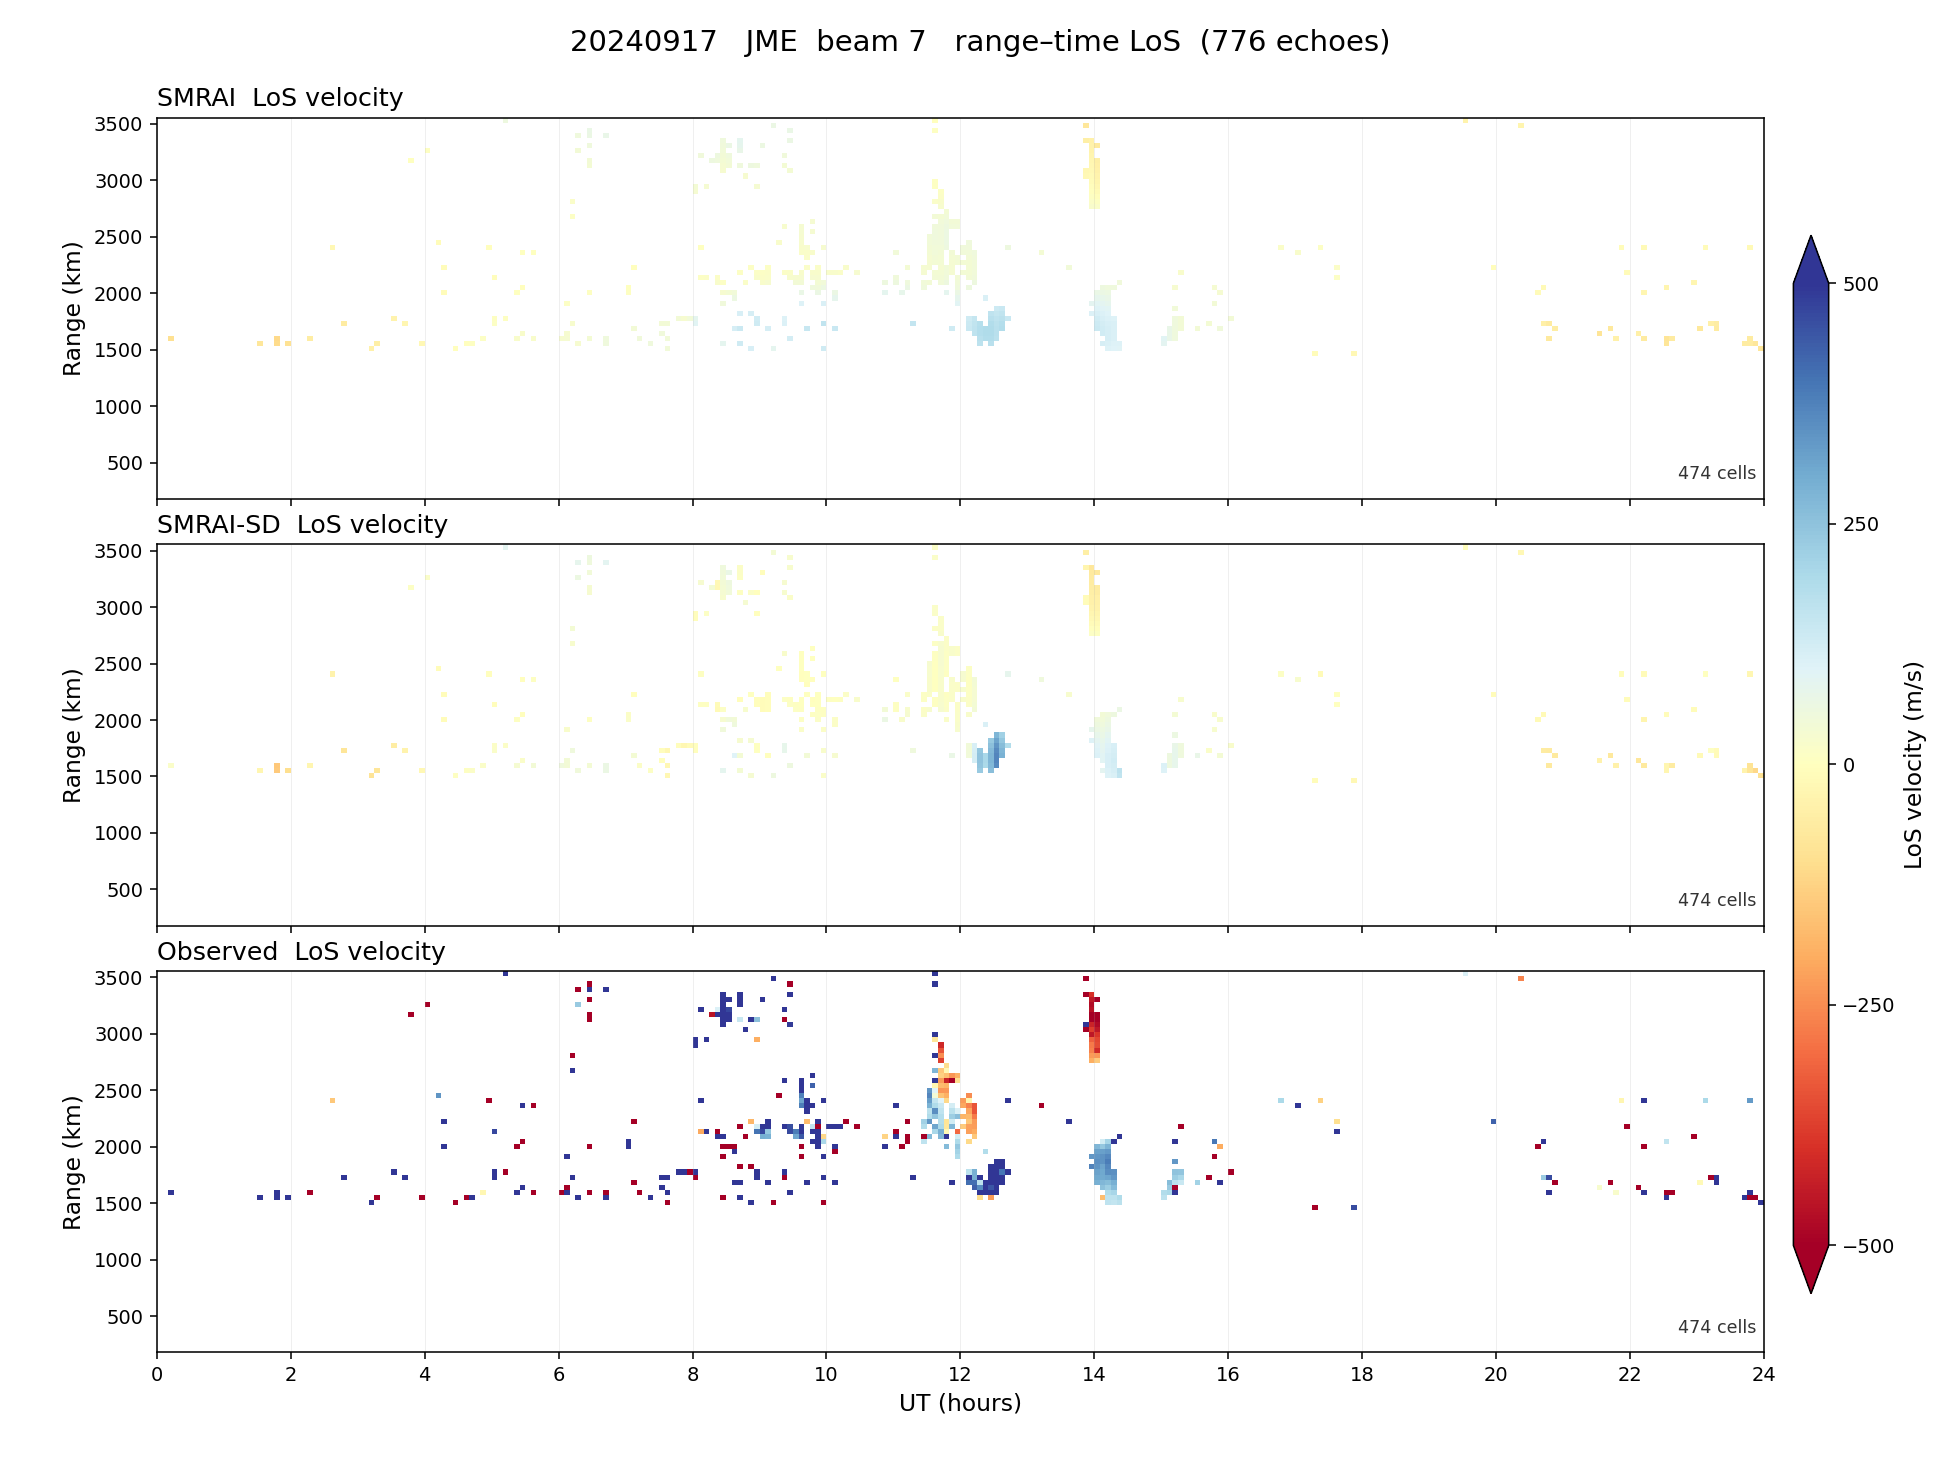 20240917   JME  beam 7   range–time LoS  (776 echoes)
SMRAI  LoS velocity
3500
3000
2500
2000
1500
1000
500
Range (km)
474 cells
SMRAI-SD  LoS velocity
3500
3000
2500
2000
1500
1000
500
Range (km)
474 cells
Observed  LoS velocity
3500
3000
2500
2000
1500
1000
500
Range (km)
474 cells
0 2 4 6 8 10 12 14 16 18 20 22 24
UT (hours)
500
250
0
−250
−500
LoS velocity (m/s)